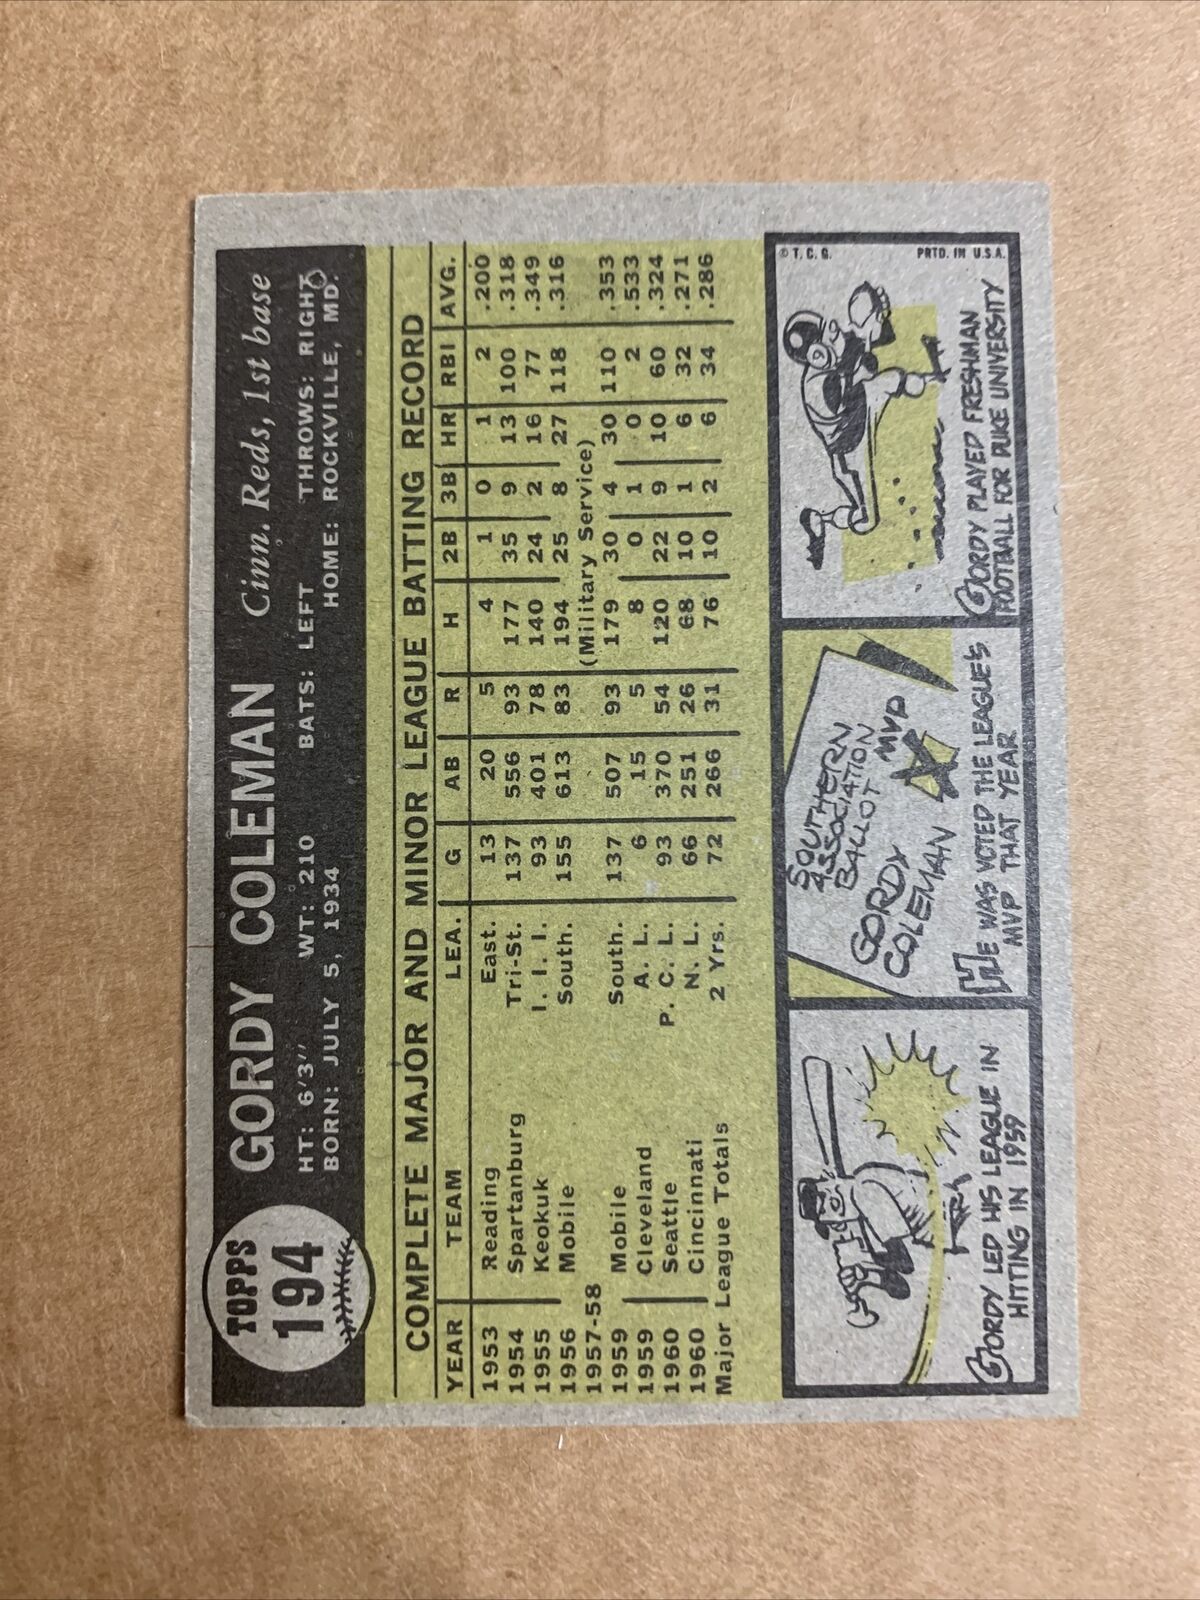 TOPPS
194
GORDY COLEMAN Cinn. Reds, 1st base
HT: 6'3'' WT: 210 BATS: LEFT THROWS: RIGHT
BORN: JULY 5, 1934 HOME: ROCKVILLE, MD.
COMPLETE MAJOR AND MINOR LEAGUE BATTING RECORD
YEAR TEAM LEA. G AB R H 2B 3B HR RBI AVG.
1953 Reading East. 13 20 5 4 1 0 1 2 .200
1954 Spartanburg Tri-St. 137 556 93 177 35 9 13 100 .318
1955 Keokuk I. I. I. 93 401 78 140 24 2 16 77 .349
1956 Mobile South. 155 613 83 194 25 8 27 118 .316
1957-58 (Military Service)
1959 Mobile South. 137 507 93 179 30 4 30 110 .353
1959 Cleveland A. L. 6 15 5 8 0 1 0 2 .533
1960 Seattle P. C. L. 93 370 54 120 22 9 10 60 .324
1960 Cincinnati N. L. 66 251 26 68 10 1 6 32 .271
Major League Totals 2 Yrs. 72 266 31 76 10 2 6 34 .286
GORDY LED HIS LEAGUE IN
HITTING IN 1959
SOUTHERN
ASSOCIATION
BALLOT MVP
GORDY
COLEMAN
HE WAS VOTED THE LEAGUE'S
MVP THAT YEAR
© T. C. G. PRTD. IN U.S.A.
GORDY PLAYED FRESHMAN
FOOTBALL FOR DUKE UNIVERSITY